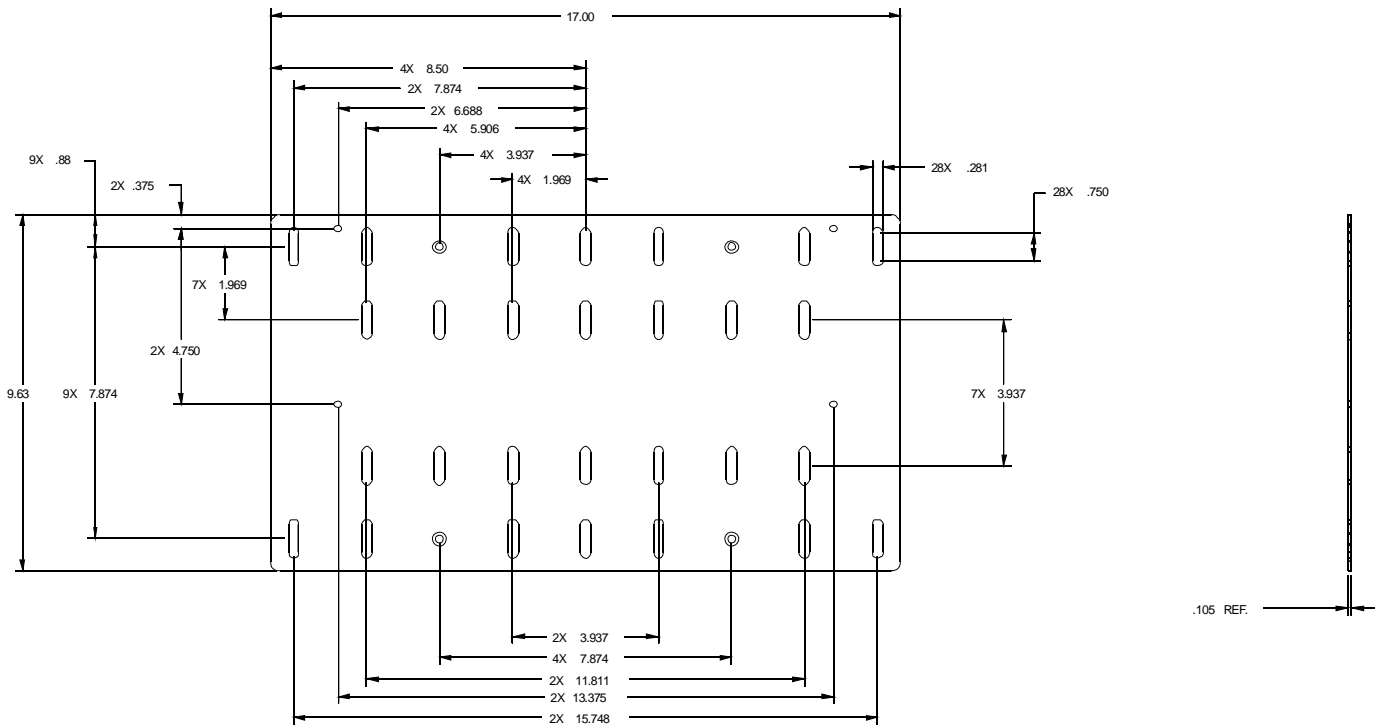 17.00
4X 8.50
2X 7.874
2X 6.688
4X 5.906
9X .88
4X 3.937
28X .281
2X .375
4X 1.969
28X .750
7X 1.969
2X 4.750
9.63
9X 7.874
7X 3.937
.105 REF.
2X 3.937
4X 7.874
2X 11.811
2X 13.375
2X 15.748